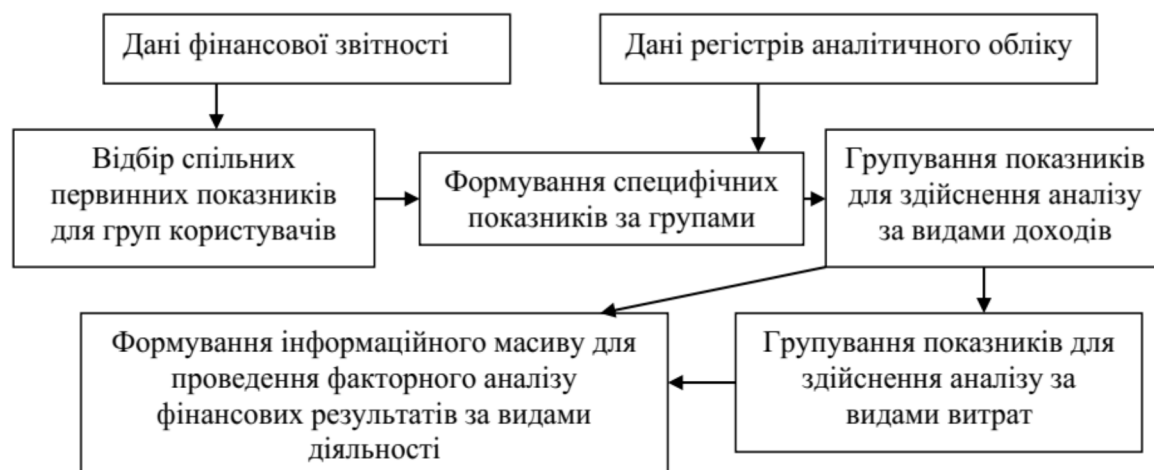 Дані фінансової звітності
Дані регістрів аналітичного обліку
Відбір спільних
первинних показників
для груп користувачів
Формування специфічних
показників за групами
Групування показників
для здійснення аналізу
за видами доходів
Формування інформаційного масиву для
проведення факторного аналізу
фінансових результатів за видами
діяльності
Групування показників для
здійснення аналізу за
видами витрат